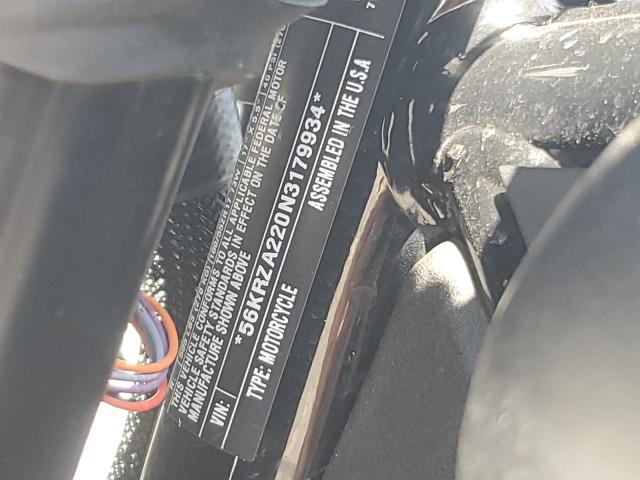 THIS VEHICLE CONFORMS TO ALL APPLICABLE FEDERAL MOTOR
VEHICLE SAFETY STANDARDS IN EFFECT ON THE DATE OF
MANUFACTURE SHOWN ABOVE
VIN: *56KRZA220N3179934*
TYPE: MOTORCYCLE ASSEMBLED IN THE U.S.A